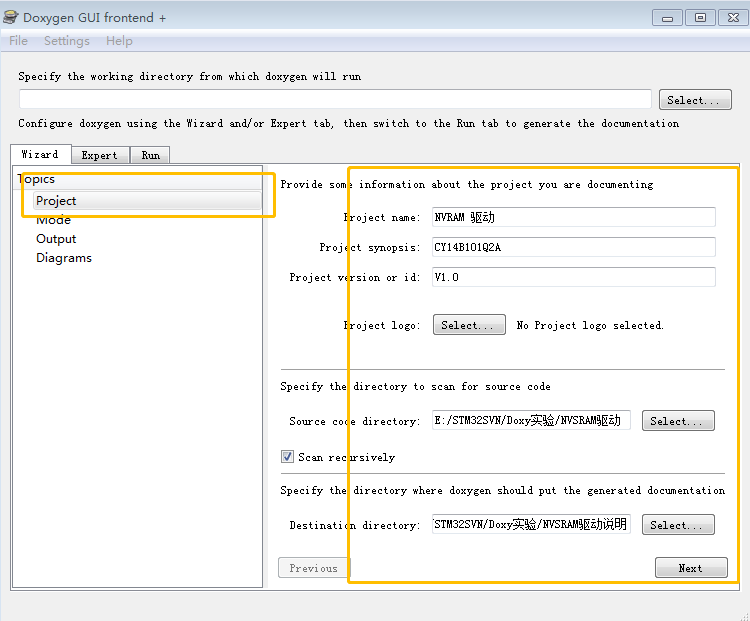 Doxygen GUI frontend +
File Settings Help
Specify the working directory from which doxygen will run
Select...
Configure doxygen using the Wizard and/or Expert tab, then switch to the Run tab to generate the documentation
Wizard Expert Run
Topics
Project
Mode
Output
Diagrams
Provide some information about the project you are documenting
Project name: NVRAM 驱动
Project synopsis: CY14B101Q2A
Project version or id: V1.0
Project logo: Select... No Project logo selected.
Specify the directory to scan for source code
Source code directory: E:/STM32SVN/Doxy实验/NVSRAM驱动 Select...
Scan recursively
Specify the directory where doxygen should put the generated documentation
Destination directory: STM32SVN/Doxy实验/NVSRAM驱动说明 Select...
Previous Next